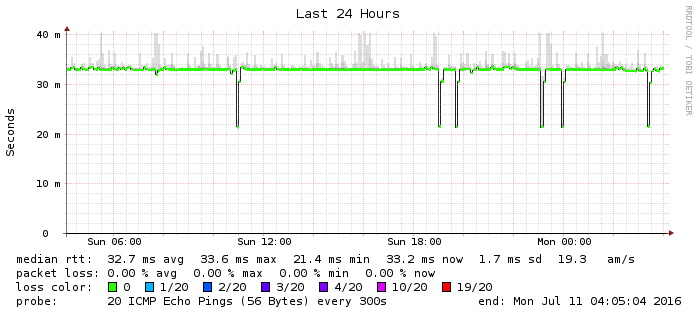 Last 24 Hours
RRDTOOL / TOBI OETIKER
Seconds
40 m
30 m
20 m
10 m
0
Sun 06:00 Sun 12:00 Sun 18:00 Mon 00:00
median rtt: 32.7 ms avg 33.6 ms max 21.4 ms min 33.2 ms now 1.7 ms sd 19.3 am/s
packet loss: 0.00 % avg 0.00 % max 0.00 % min 0.00 % now
loss color: 0 1/20 2/20 3/20 4/20 10/20 19/20
probe: 20 ICMP Echo Pings (56 Bytes) every 300s end: Mon Jul 11 04:05:04 2016